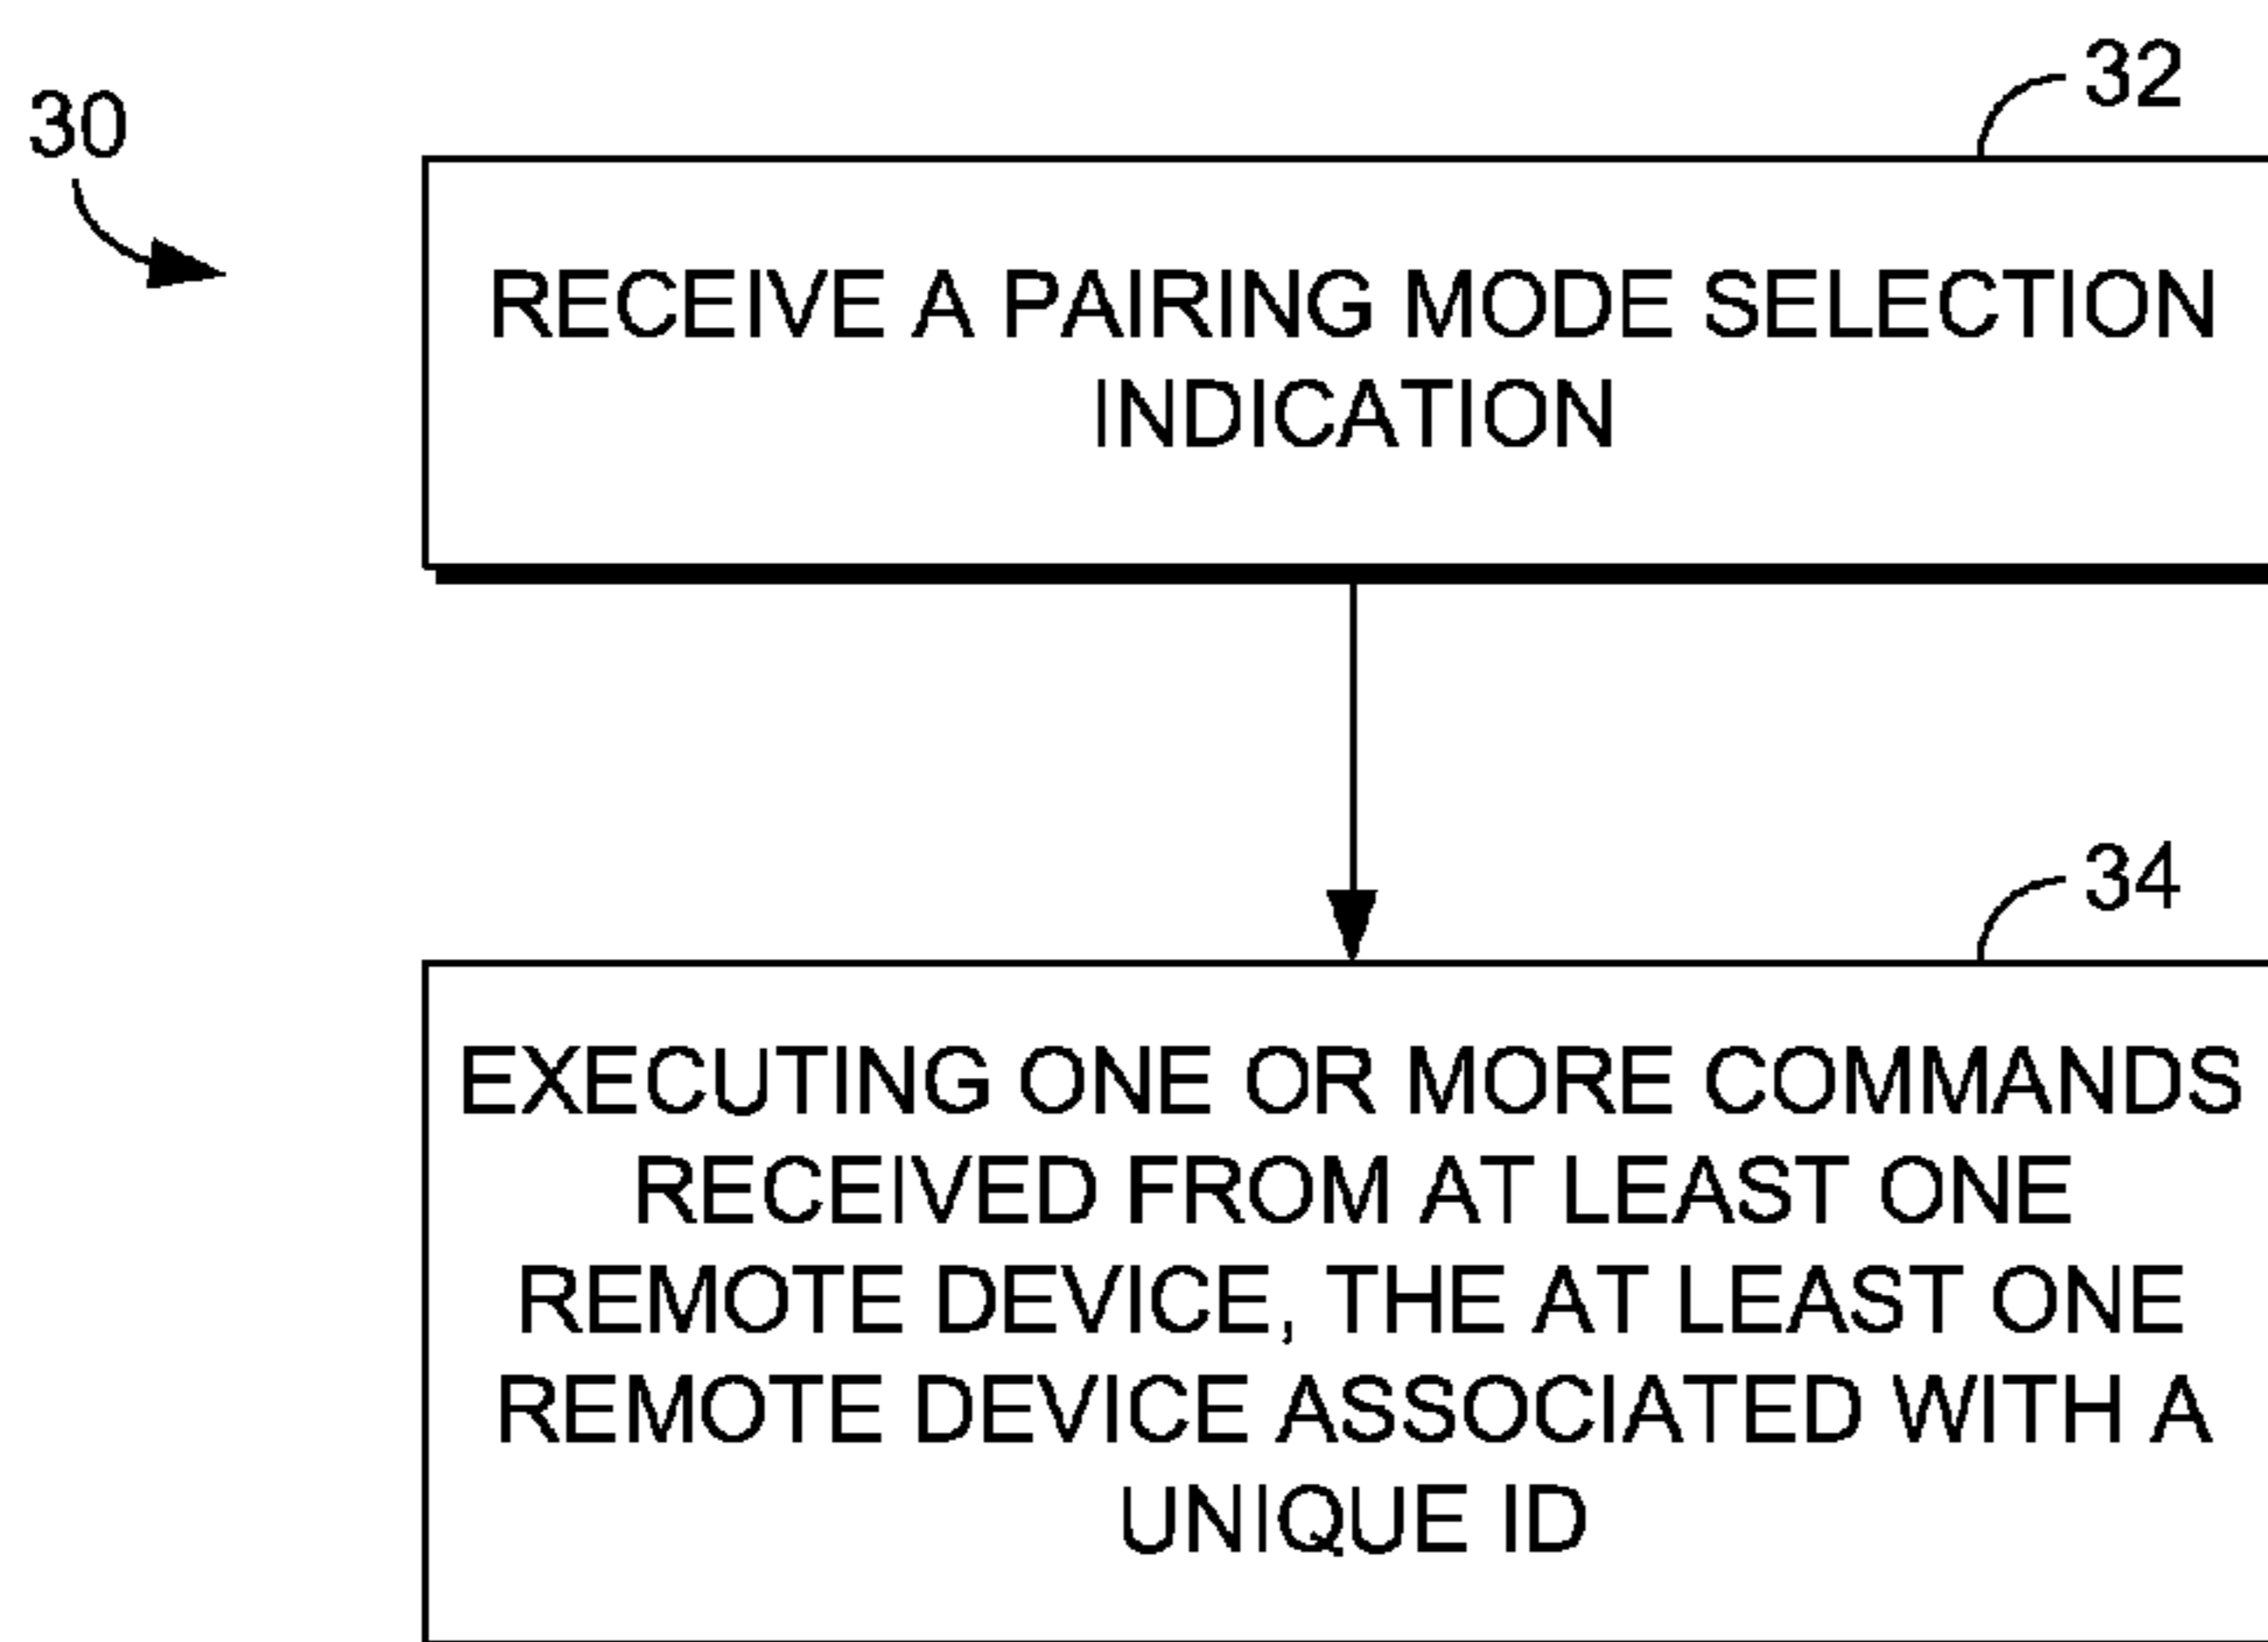 32
30
RECEIVE A PAIRING MODE SELECTION
INDICATION
34
EXECUTING ONE OR MORE COMMANDS
RECEIVED FROM AT LEAST ONE
REMOTE DEVICE, THE AT LEAST ONE
REMOTE DEVICE ASSOCIATED WITH A
UNIQUE ID